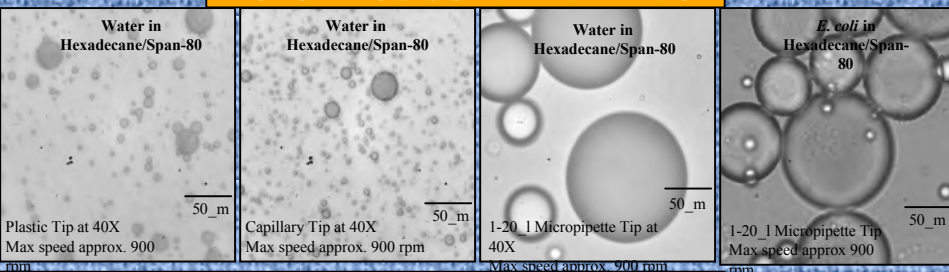 Water in
Hexadecane/Span-80
50_m
Plastic Tip at 40X
Max speed approx. 900
rpm
Water in
Hexadecane/Span-80
50_m
Capillary Tip at 40X
Max speed approx. 900 rpm
Water in
Hexadecane/Span-80
50_m
1-20_l Micropipette Tip at
40X
Max speed approx. 900 rpm
E. coli in
Hexadecane/Span-
80
50_m
1-20_l Micropipette Tip
Max speed approx 900
rpm